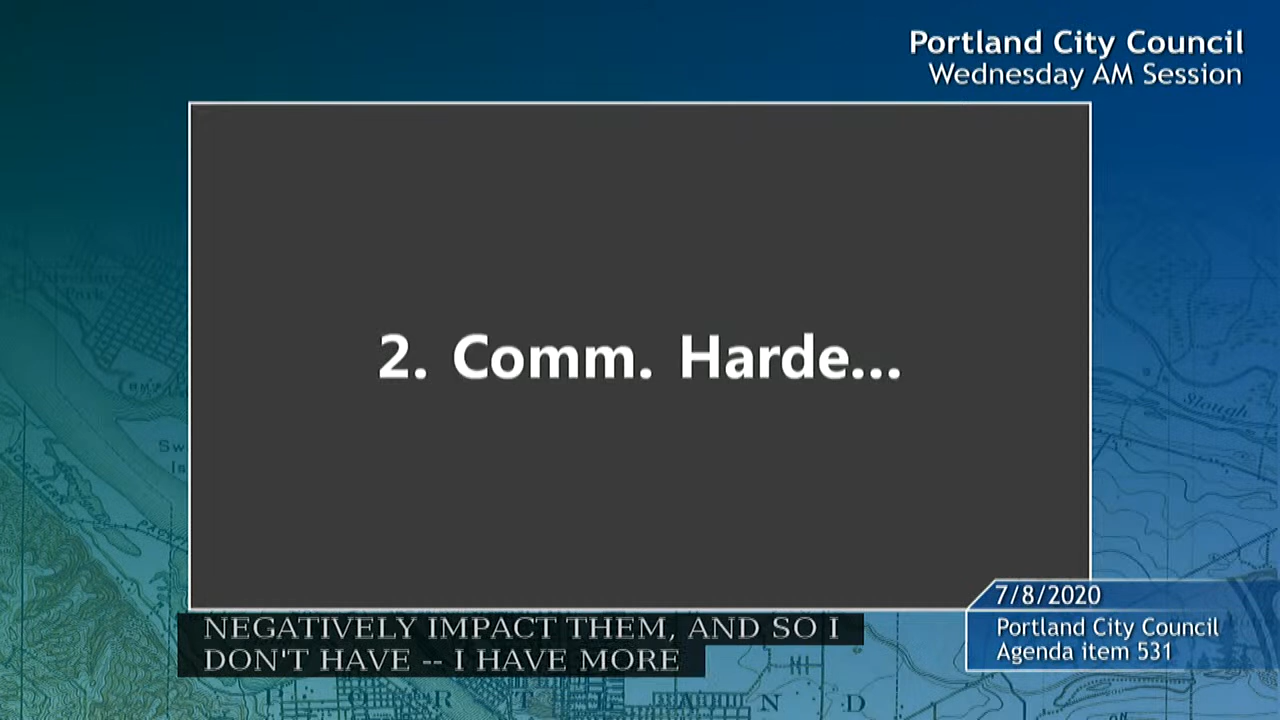 Portland City Council
Wednesday AM Session
2. Comm. Harde...
Slough
7/8/2020
Portland City Council
Agenda item 531
NEGATIVELY IMPACT THEM, AND SO I
DON'T HAVE -- I HAVE MORE